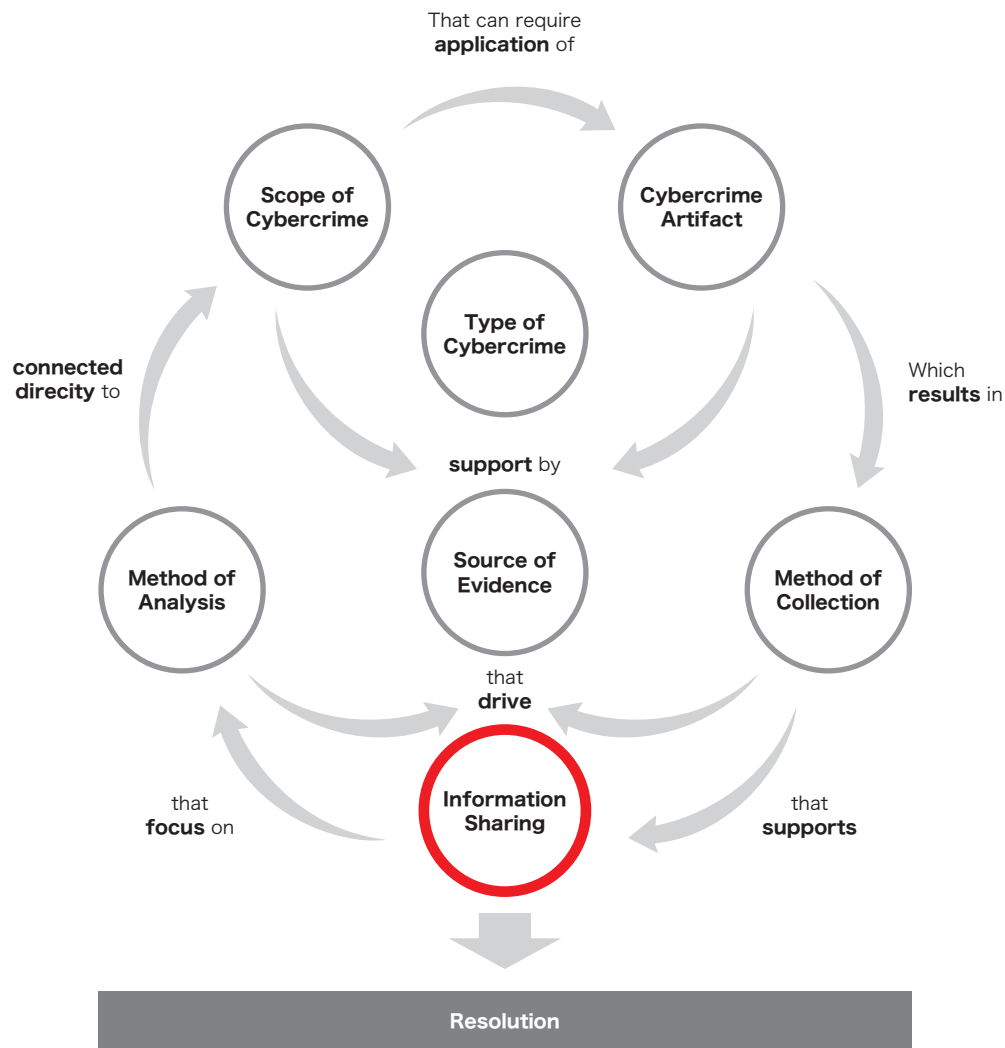 That can require
application of
Scope of
Cybercrime
Cybercrime
Artifact
Type of
Cybercrime
connected
direcity to
Which
results in
support by
Method of
Analysis
Source of
Evidence
Method of
Collection
that
drive
that
focus on
Information
Sharing
that
supports
Resolution